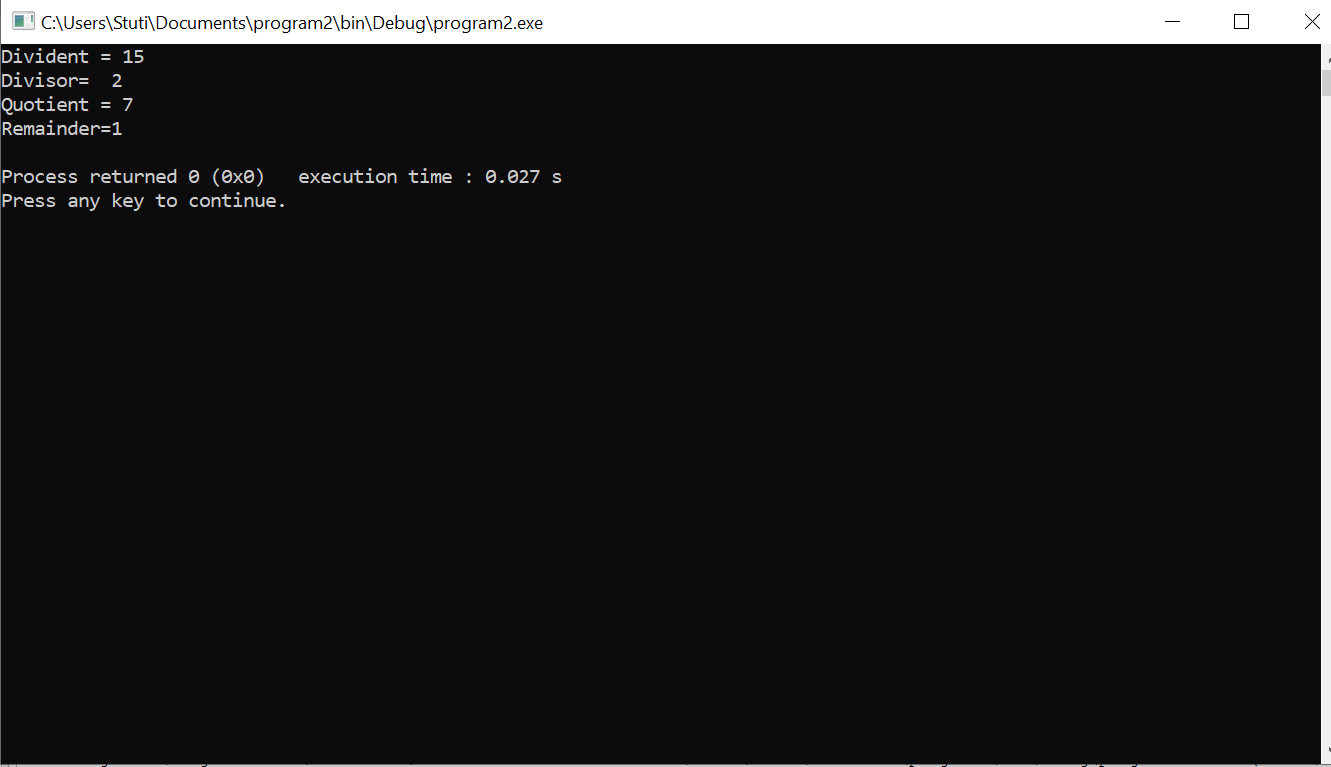 C:\Users\Stuti\Documents\program2\bin\Debug\program2.exe
Divident = 15
Divisor=  2
Quotient = 7
Remainder=1
Process returned 0 (0x0)   execution time : 0.027 s
Press any key to continue.